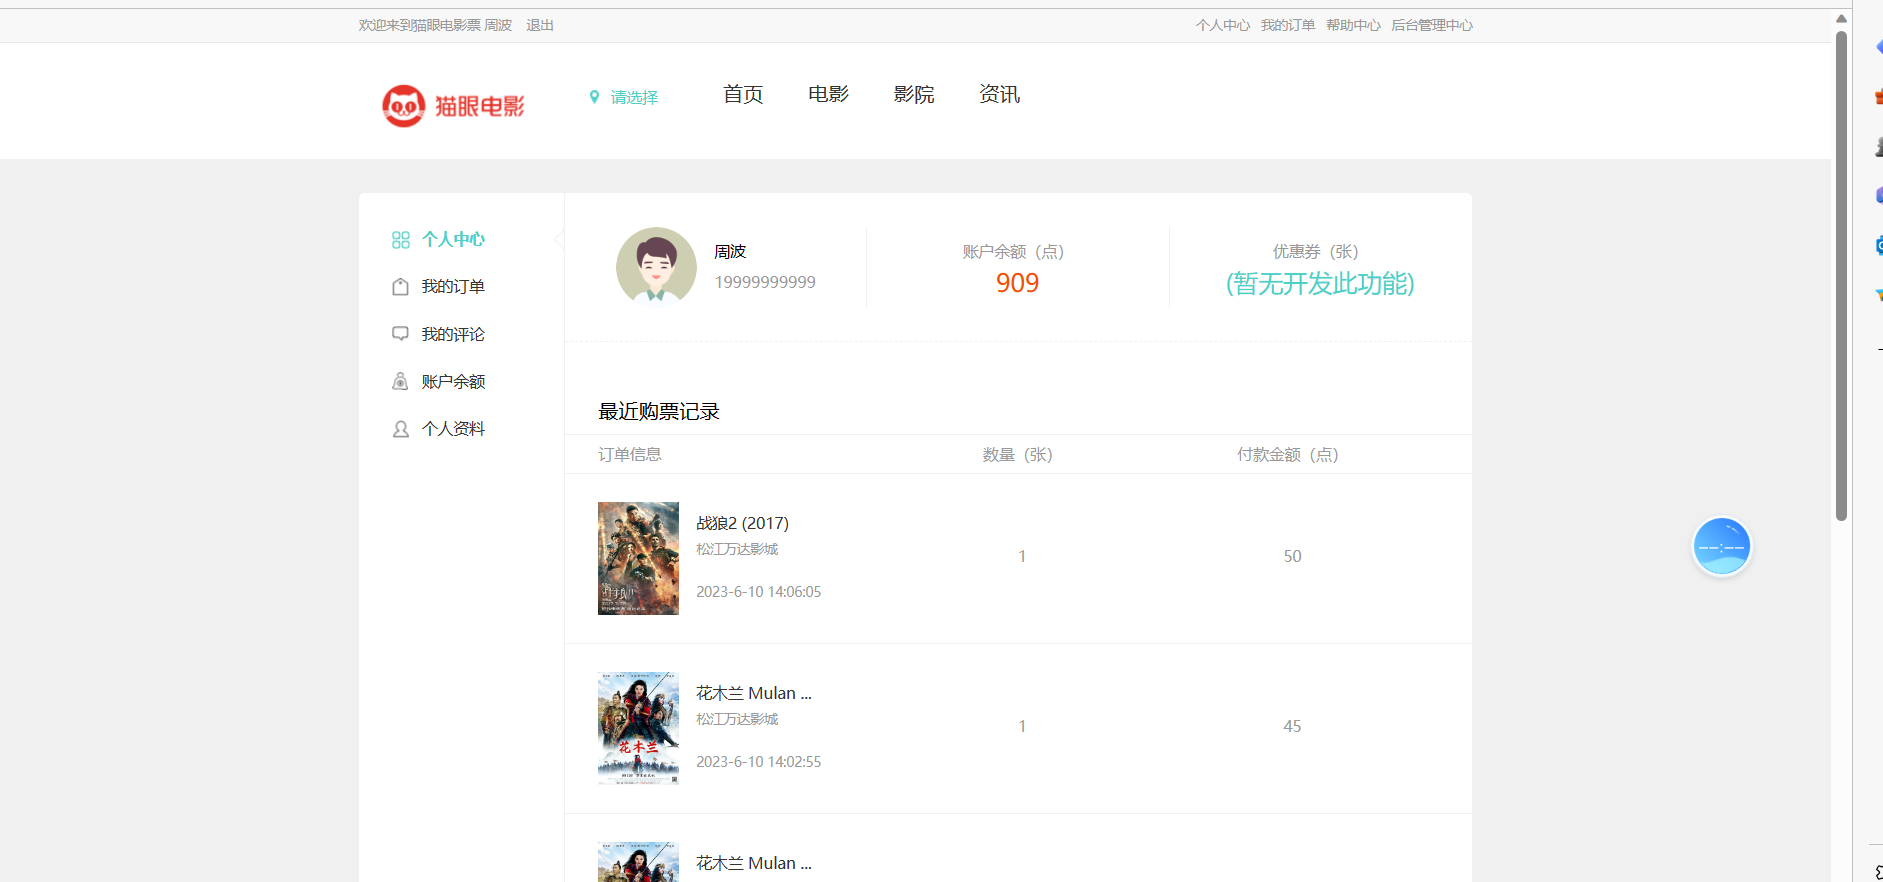 欢迎来到猫眼电影票 周波 退出
个人中心 我的订单 帮助中心 后台管理中心
猫眼电影 请选择 首页 电影 影院 资讯
个人中心
我的订单
我的评论
账户余额
个人资料
周波
19999999999
账户余额（点）
909
优惠券（张）
(暂无开发此功能)
最近购票记录
订单信息 数量（张） 付款金额（点）
战狼2 (2017)
松江万达影城
2023-6-10 14:06:05
1
50
花木兰
花木兰 Mulan ...
松江万达影城
2023-6-10 14:02:55
1
45
花木兰 Mulan ...